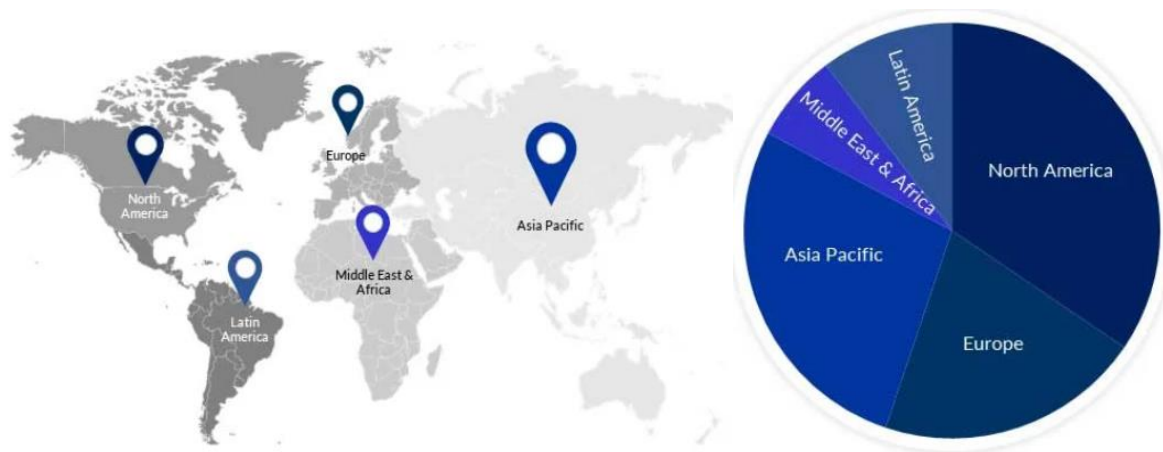 North
America
Europe
Asia Pacific
Middle East &
Africa
Latin
America
Latin America
Middle East & Africa
North America
Asia Pacific
Europe